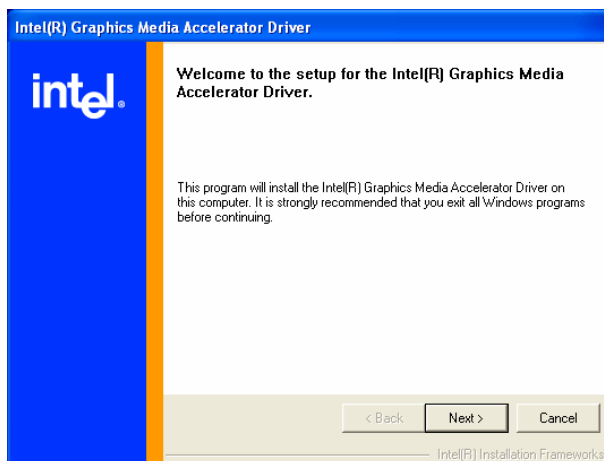 Intel(R) Graphics Media Accelerator Driver
intel®
Welcome to the setup for the Intel(R) Graphics Media
Accelerator Driver.
This program will install the Intel(R) Graphics Media Accelerator Driver on
this computer. It is strongly recommended that you exit all Windows programs
before continuing.
< Back
Next >
Cancel
Intel(R) Installation Frameworks